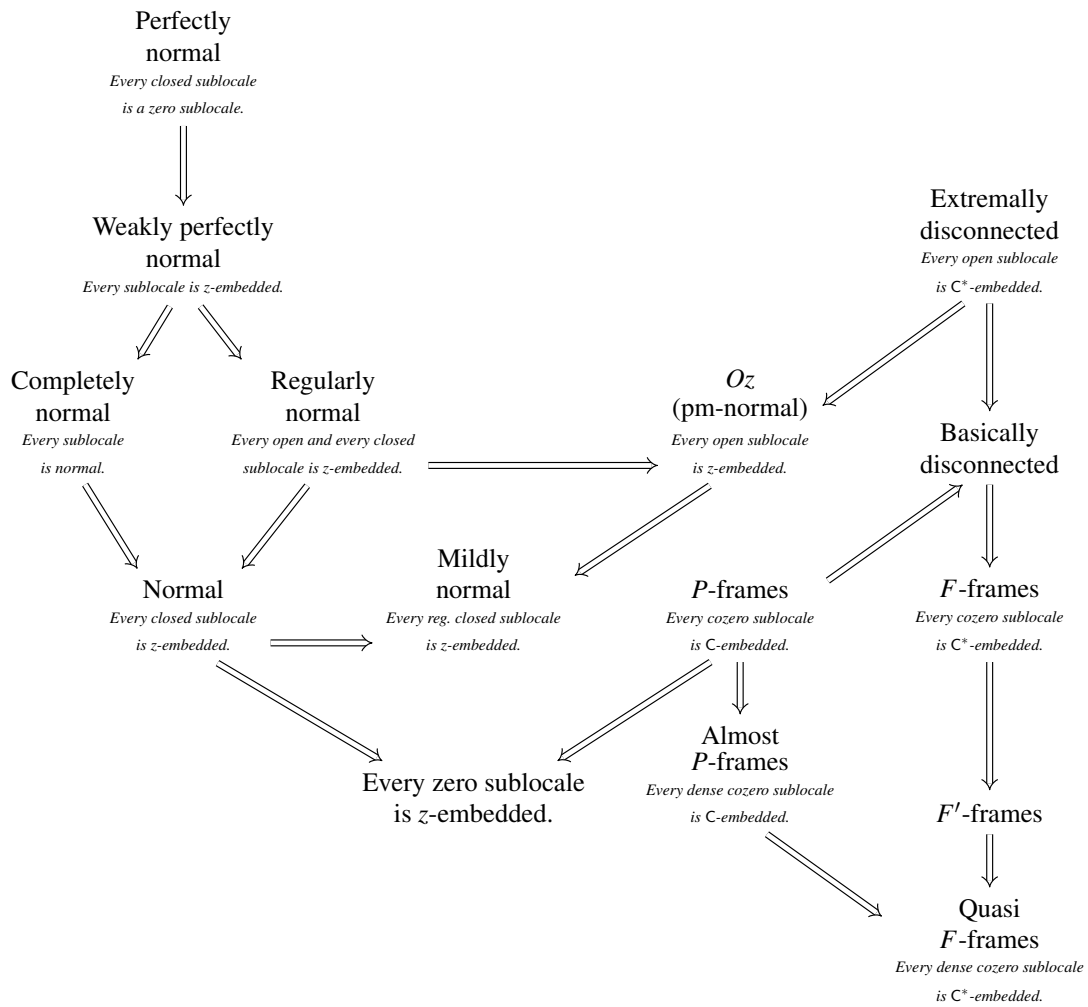 Perfectly
normal
Every closed sublocale
is a zero sublocale.
Weakly perfectly
normal
Every sublocale is z-embedded.
Extremally
disconnected
Every open sublocale
is C*-embedded.
Completely
normal
Every sublocale
is normal.
Regularly
normal
Every open and every closed
sublocale is z-embedded.
Oz
(pm-normal)
Every open sublocale
is z-embedded.
Basically
disconnected
Normal
Every closed sublocale
is z-embedded.
Mildly
normal
Every reg. closed sublocale
is z-embedded.
P-frames
Every cozero sublocale
is C-embedded.
F-frames
Every cozero sublocale
is C*-embedded.
Every zero sublocale
is z-embedded.
Almost
P-frames
Every dense cozero sublocale
is C-embedded.
F′-frames
Quasi
F-frames
Every dense cozero sublocale
is C*-embedded.